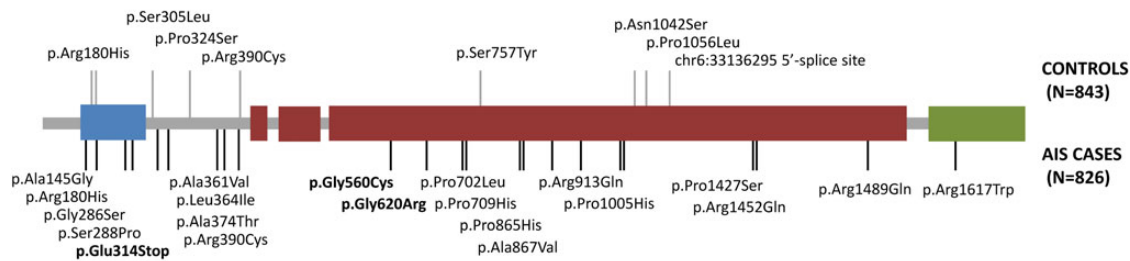 p.Ser305Leu
p.Pro324Ser
p.Arg180His
p.Arg390Cys
p.Ser757Tyr
p.Asn1042Ser
p.Pro1056Leu
chr6:33136295 5’-splice site
CONTROLS
(N=843)
AIS CASES
(N=826)
p.Ala145Gly
p.Arg180His
p.Gly286Ser
p.Ser288Pro
p.Glu314Stop
p.Ala361Val
p.Leu364Ile
p.Ala374Thr
p.Arg390Cys
p.Gly560Cys
p.Gly620Arg
p.Pro702Leu
p.Pro709His
p.Pro865His
p.Ala867Val
p.Arg913Gln
p.Pro1005His
p.Pro1427Ser
p.Arg1452Gln
p.Arg1489Gln
p.Arg1617Trp